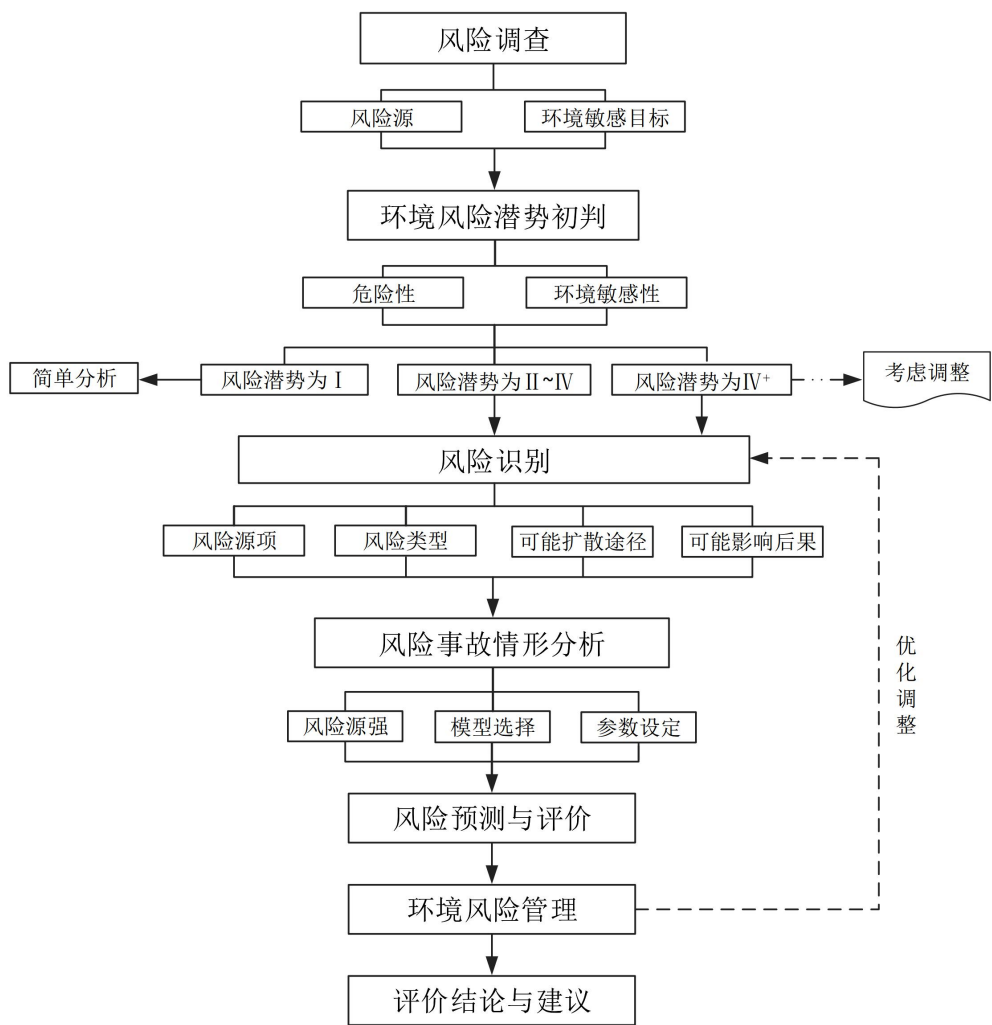 风险调查
风险源
环境敏感目标
环境风险潜势初判
危险性
环境敏感性
简单分析
风险潜势为Ⅰ
风险潜势为Ⅱ~Ⅳ
风险潜势为Ⅳ⁺
考虑调整
风险识别
风险源项
风险类型
可能扩散途径
可能影响后果
风险事故情形分析
优化调整
风险源强
模型选择
参数设定
风险预测与评价
环境风险管理
评价结论与建议